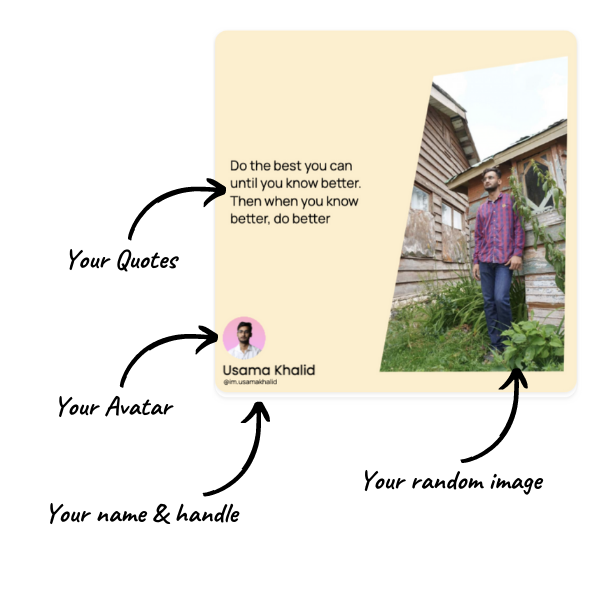 Do the best you can
until you know better.
Then when you know
better, do better
Your Quotes
Usama Khalid
@im.usamakhalid
Your Avatar
Your random image
Your name & handle